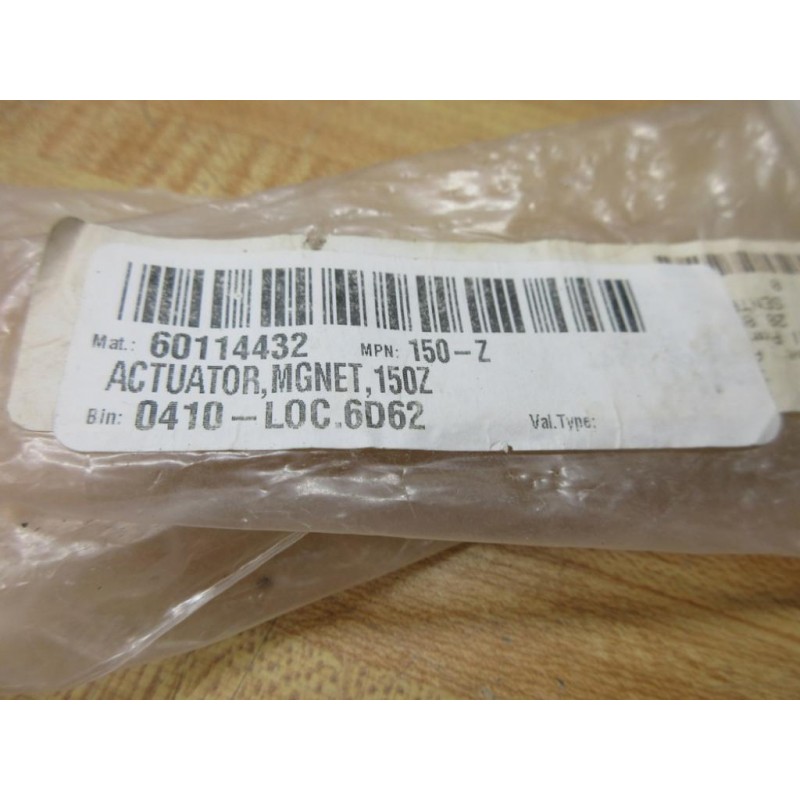 Mat.: 60114432 MPN: 150-Z
ACTUATOR,MGNET,150Z
Bin: 0410-LOC.6D62 Val.Type: